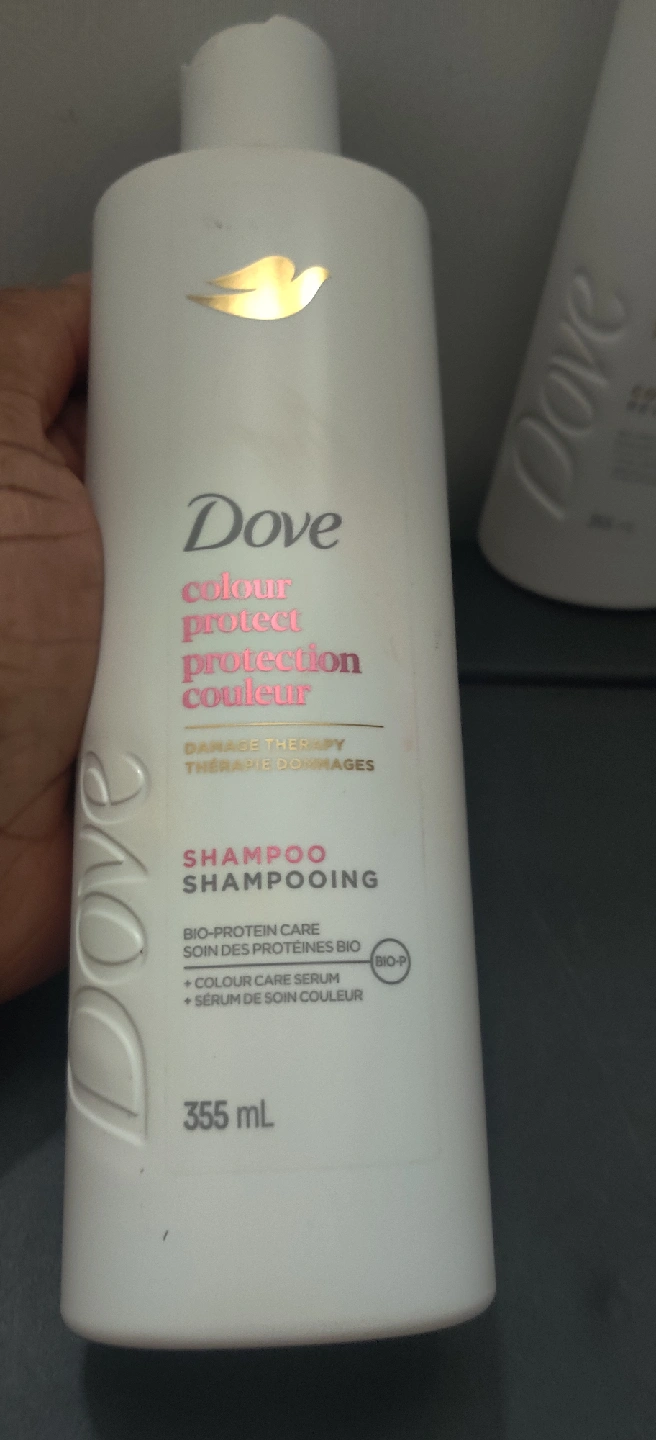 Dove
colour
protect
protection
couleur
DAMAGE THERAPY
THÉRAPIE DOMMAGES
SHAMPOO
SHAMPOOING
BIO-PROTEIN CARE
SOIN DES PROTÉINES BIO
BIO-P
+ COLOUR CARE SERUM
+ SÉRUM DE SOIN COULEUR
355 mL
Dove
Dove